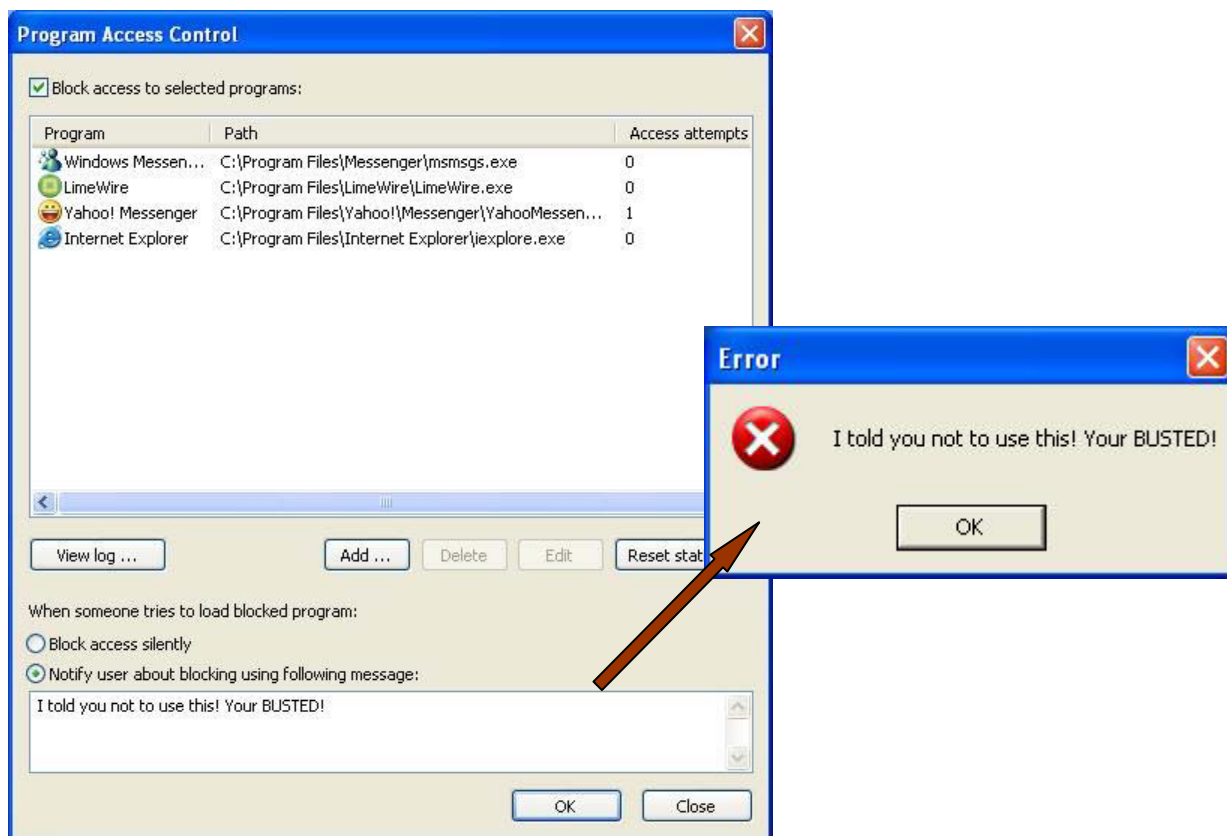 Program Access Control
Block access to selected programs:
Program Path Access attempts
Windows Messen... C:\Program Files\Messenger\msmsgs.exe 0
LimeWire C:\Program Files\LimeWire\LimeWire.exe 0
Yahoo! Messenger C:\Program Files\Yahoo!\Messenger\YahooMessen... 1
Internet Explorer C:\Program Files\Internet Explorer\iexplore.exe 0
View log ... Add ... Delete Edit Reset stat
When someone tries to load blocked program:
Block access silently
Notify user about blocking using following message:
I told you not to use this! Your BUSTED!
OK Close
Error
I told you not to use this! Your BUSTED!
OK